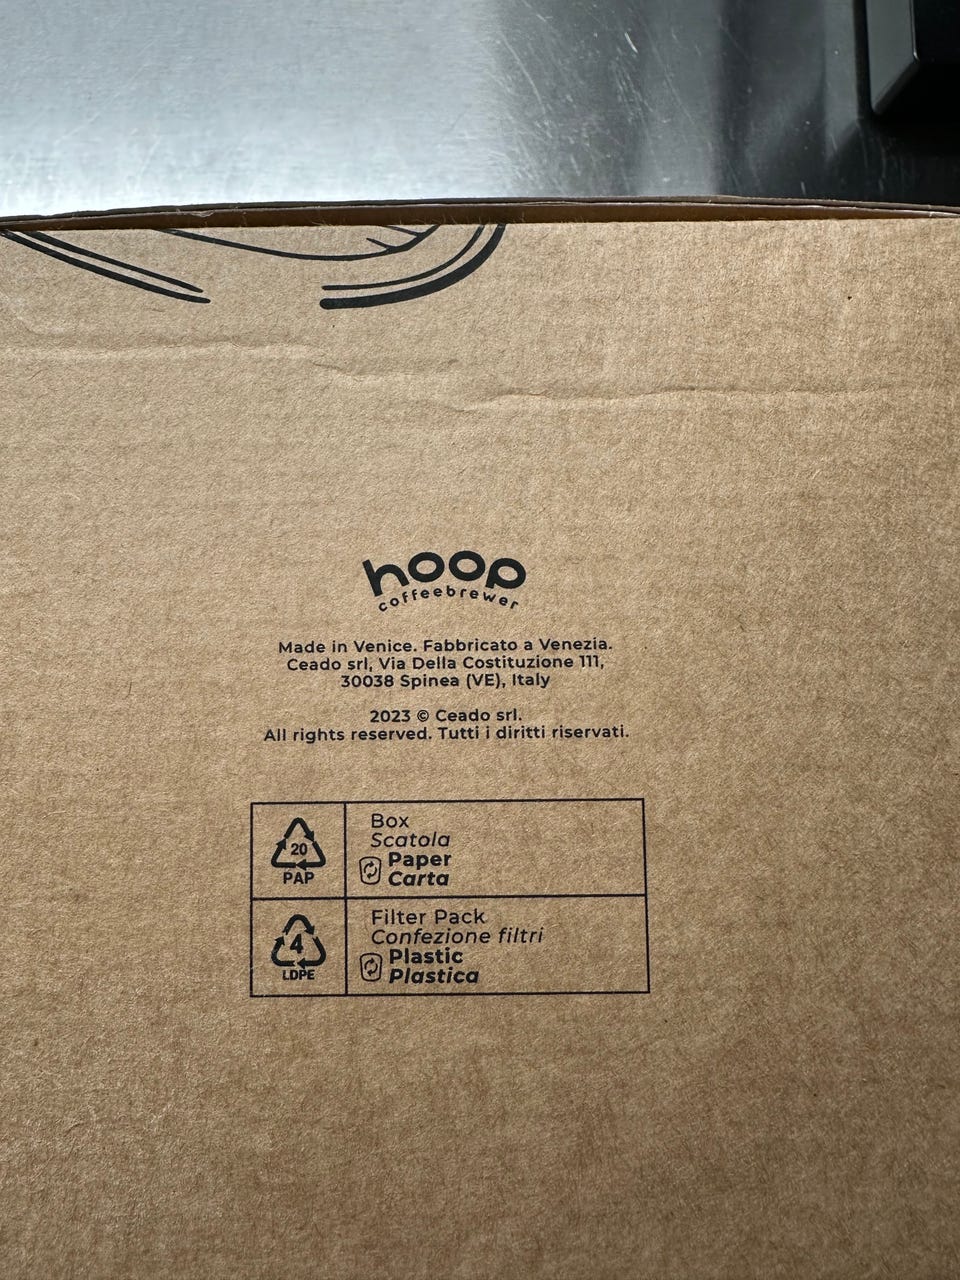 hoop
coffeebrewer
Made in Venice. Fabbricato a Venezia.
Ceado srl, Via Della Costituzione 111,
30038 Spinea (VE), Italy
2023 © Ceado srl.
All rights reserved. Tutti i diritti riservati.
20
PAP
Box
Scatola
Paper
Carta
4
LDPE
Filter Pack
Confezione filtri
Plastic
Plastica